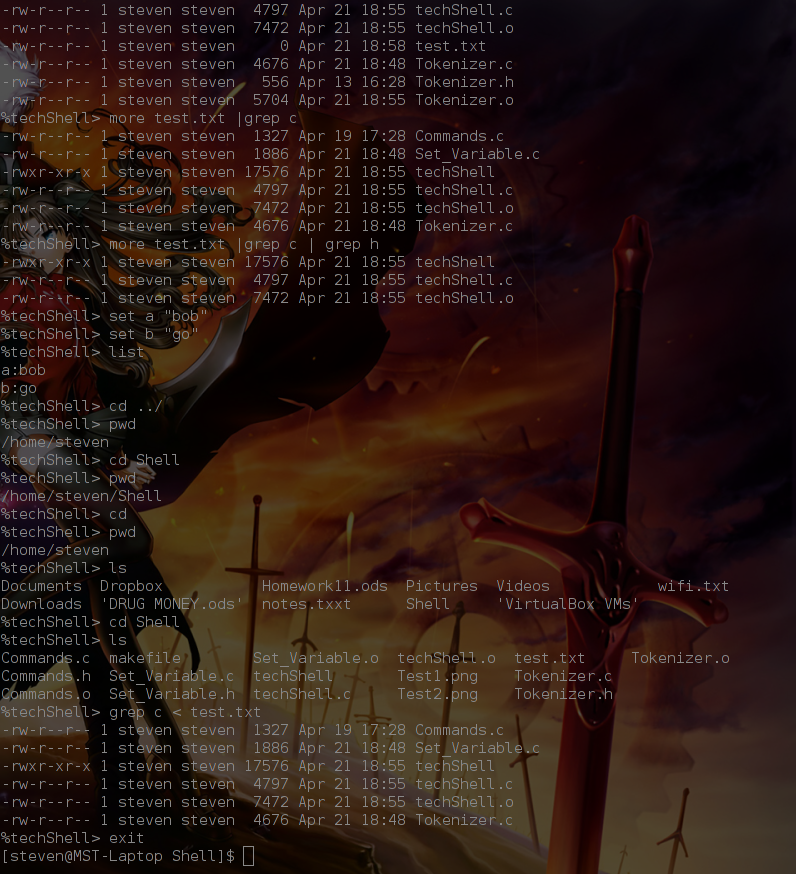 -rw-r--r-- 1 steven steven  4797 Apr 21 18:55 techShell.c
-rw-r--r-- 1 steven steven  7472 Apr 21 18:55 techShell.o
-rw-r--r-- 1 steven steven     0 Apr 21 18:58 test.txt
-rw-r--r-- 1 steven steven  4676 Apr 21 18:48 Tokenizer.c
-rw-r--r-- 1 steven steven   556 Apr 13 16:28 Tokenizer.h
-rw-r--r-- 1 steven steven  5704 Apr 21 18:55 Tokenizer.o
%techShell> more test.txt |grep c
-rw-r--r-- 1 steven steven  1327 Apr 19 17:28 Commands.c
-rw-r--r-- 1 steven steven  1886 Apr 21 18:48 Set_Variable.c
-rwxr-xr-x 1 steven steven 17576 Apr 21 18:55 techShell
-rw-r--r-- 1 steven steven  4797 Apr 21 18:55 techShell.c
-rw-r--r-- 1 steven steven  7472 Apr 21 18:55 techShell.o
-rw-r--r-- 1 steven steven  4676 Apr 21 18:48 Tokenizer.c
%techShell> more test.txt |grep c | grep h
-rwxr-xr-x 1 steven steven 17576 Apr 21 18:55 techShell
-rw-r--r-- 1 steven steven  4797 Apr 21 18:55 techShell.c
-rw-r--r-- 1 steven steven  7472 Apr 21 18:55 techShell.o
%techShell> set a "bob"
%techShell> set b "go"
%techShell> list
a:bob
b:go
%techShell> cd ../
%techShell> pwd
/home/steven
%techShell> cd Shell
%techShell> pwd
/home/steven/Shell
%techShell> cd
%techShell> pwd
/home/steven
%techShell> ls
Documents  Dropbox           Homework11.ods  Pictures  Videos            wifi.txt
Downloads  'DRUG MONEY.ods'  notes.txxt      Shell     'VirtualBox VMs'
%techShell> cd Shell
%techShell> ls
Commands.c  makefile        Set_Variable.o  techShell.o  test.txt     Tokenizer.o
Commands.h  Set_Variable.c  techShell       Test1.png    Tokenizer.c
Commands.o  Set_Variable.h  techShell.c     Test2.png    Tokenizer.h
%techShell> grep c < test.txt
-rw-r--r-- 1 steven steven  1327 Apr 19 17:28 Commands.c
-rw-r--r-- 1 steven steven  1886 Apr 21 18:48 Set_Variable.c
-rwxr-xr-x 1 steven steven 17576 Apr 21 18:55 techShell
-rw-r--r-- 1 steven steven  4797 Apr 21 18:55 techShell.c
-rw-r--r-- 1 steven steven  7472 Apr 21 18:55 techShell.o
-rw-r--r-- 1 steven steven  4676 Apr 21 18:48 Tokenizer.c
%techShell> exit
[steven@MST-Laptop Shell]$